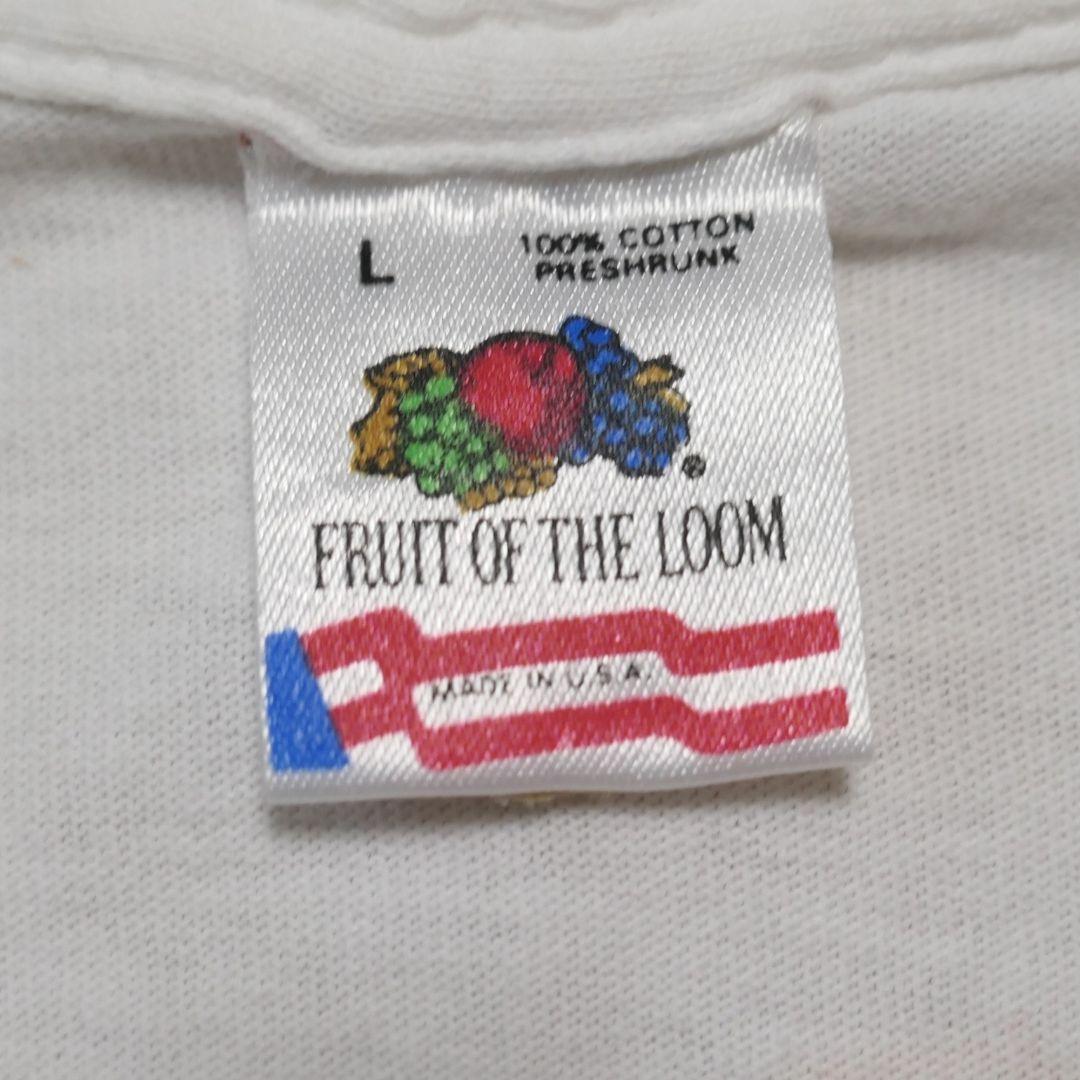 L
100% COTTON
PRESHRUNK
®
FRUIT OF THE LOOM
MADE IN U.S.A.